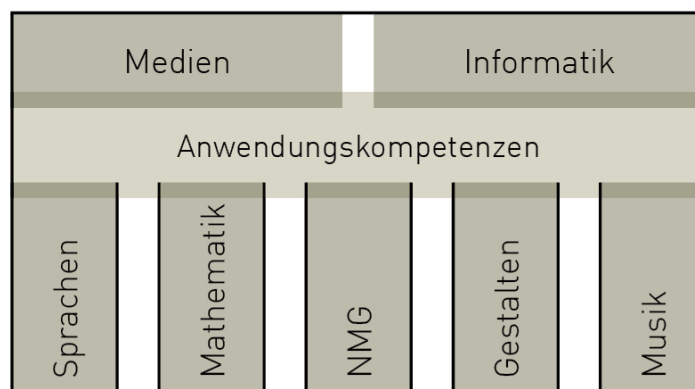 Medien
Informatik
Anwendungskompetenzen
Sprachen
Mathematik
NMG
Gestalten
Musik